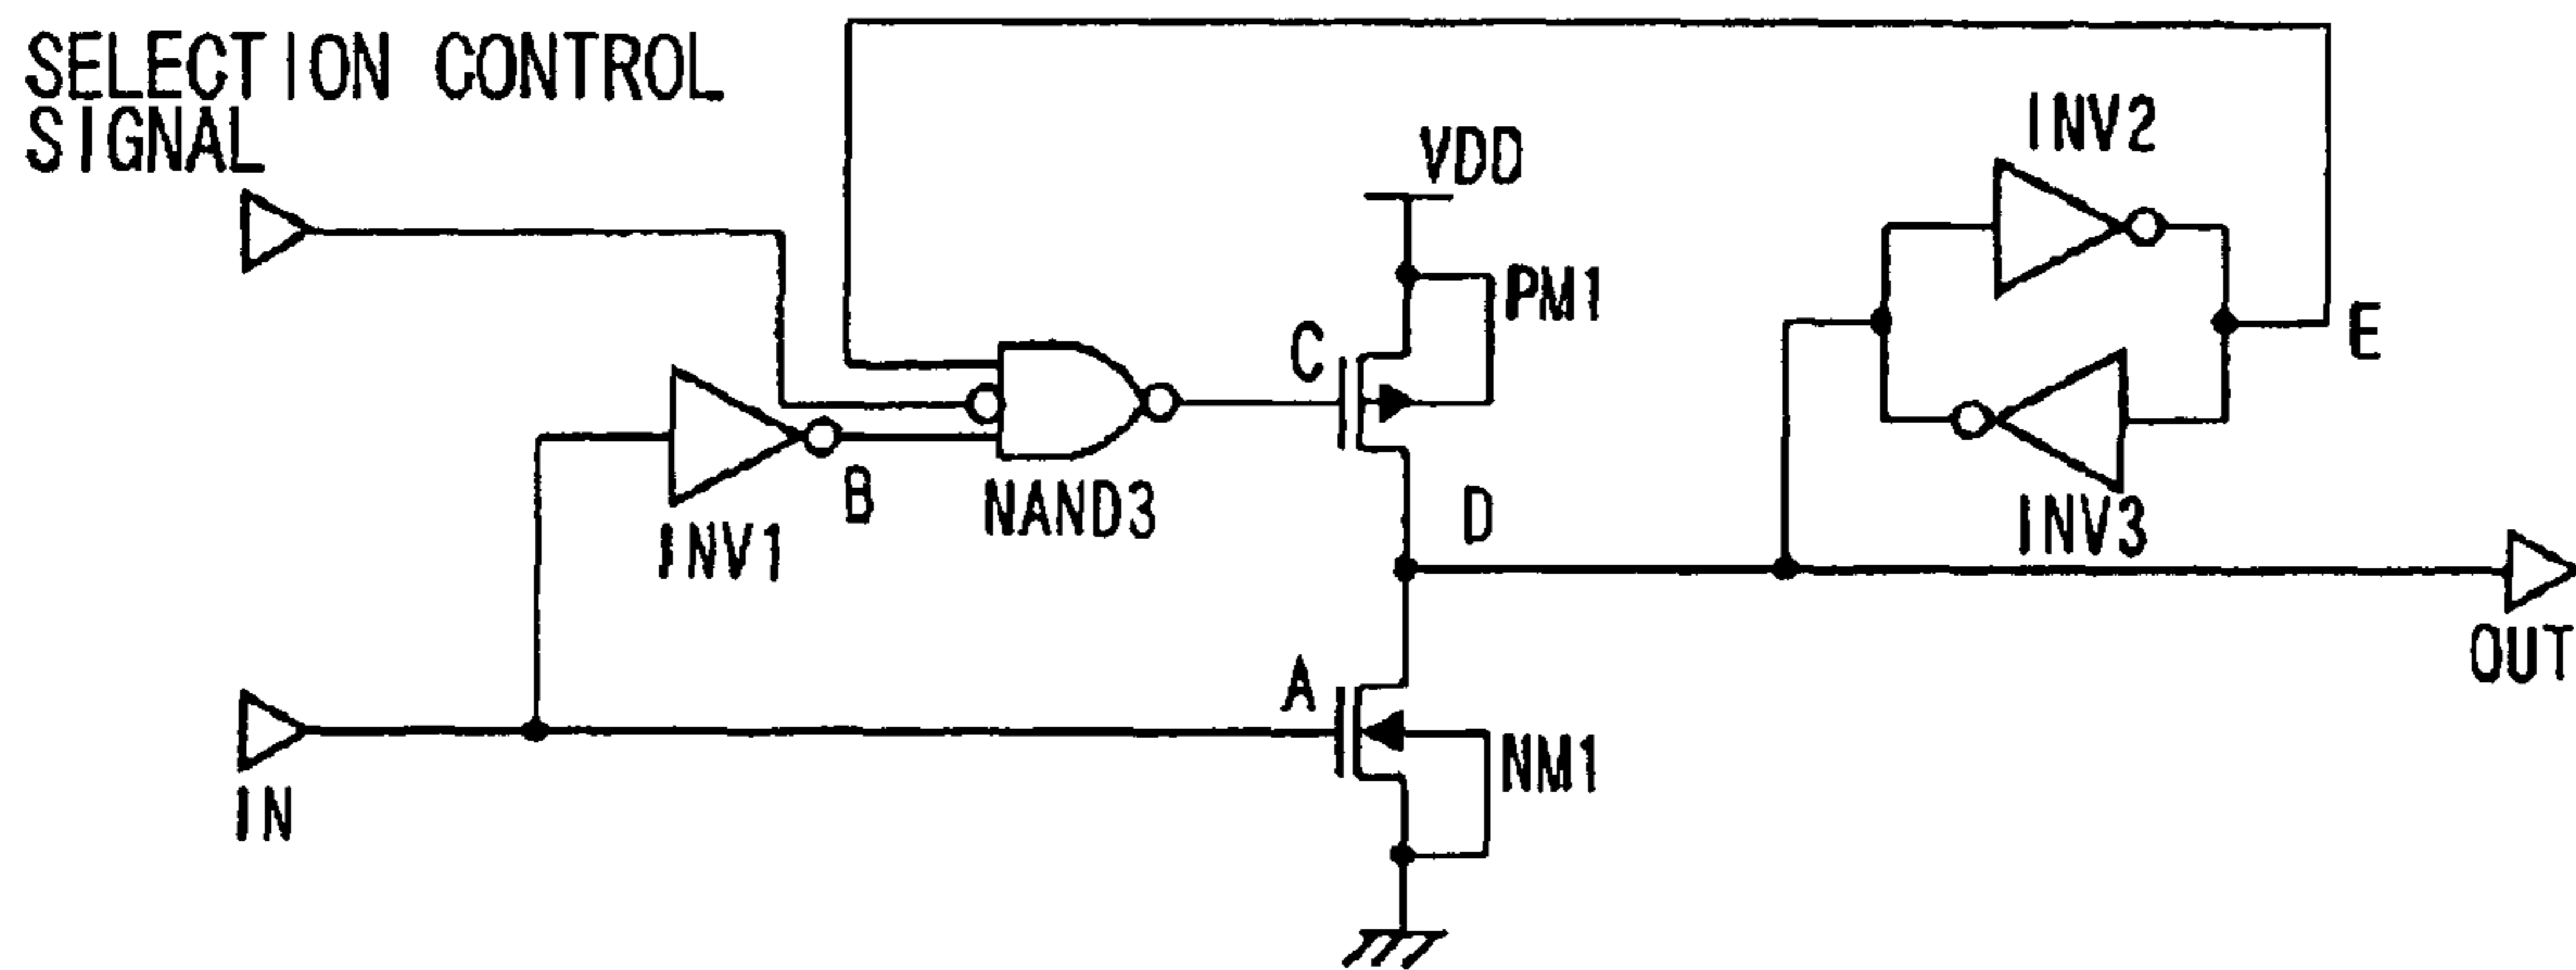 SELECTION CONTROL
SIGNAL
VDD
INV2
PM1
C
E
B
NAND3
D
INV1
INV3
A
OUT
NM1
IN